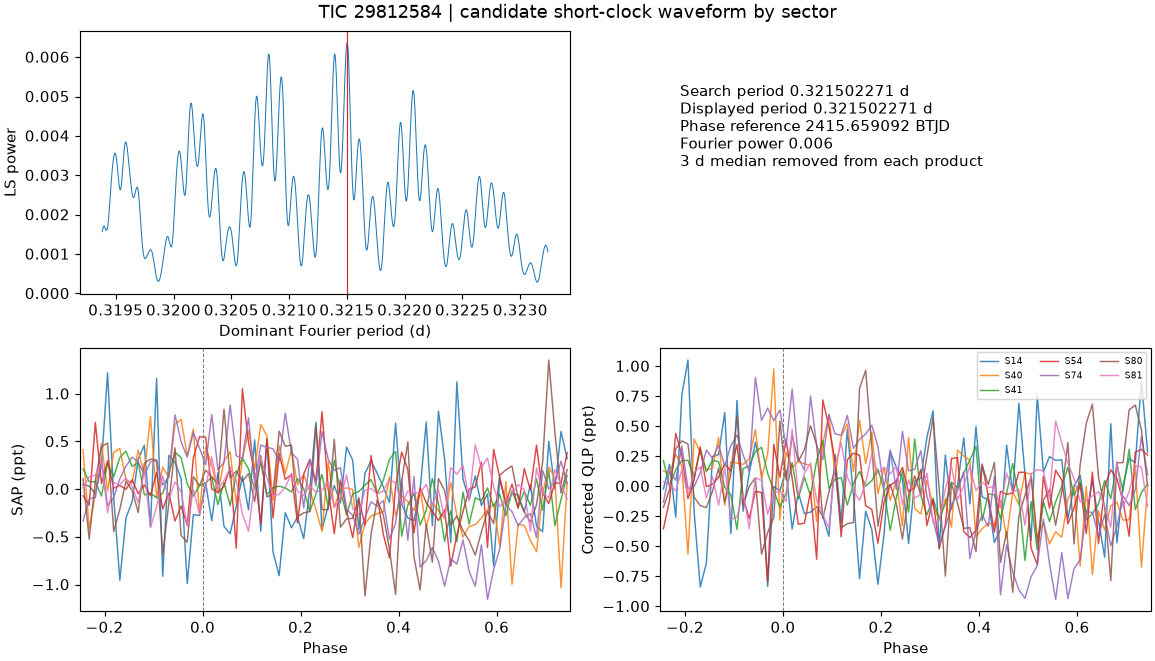 TIC 29812584 | candidate short-clock waveform by sector
0.006
0.005
0.004
0.003
0.002
0.001
0.000
LS power
0.3195 0.3200 0.3205 0.3210 0.3215 0.3220 0.3225 0.3230
Dominant Fourier period (d)
Search period 0.321502271 d
Displayed period 0.321502271 d
Phase reference 2415.659092 BTJD
Fourier power 0.006
3 d median removed from each product
1.0
0.5
0.0
−0.5
−1.0
SAP (ppt)
−0.2 0.0 0.2 0.4 0.6
Phase
1.00
0.75
0.50
0.25
0.00
−0.25
−0.50
−0.75
−1.00
Corrected QLP (ppt)
S14 S54 S80
S40 S74 S81
S41
−0.2 0.0 0.2 0.4 0.6
Phase